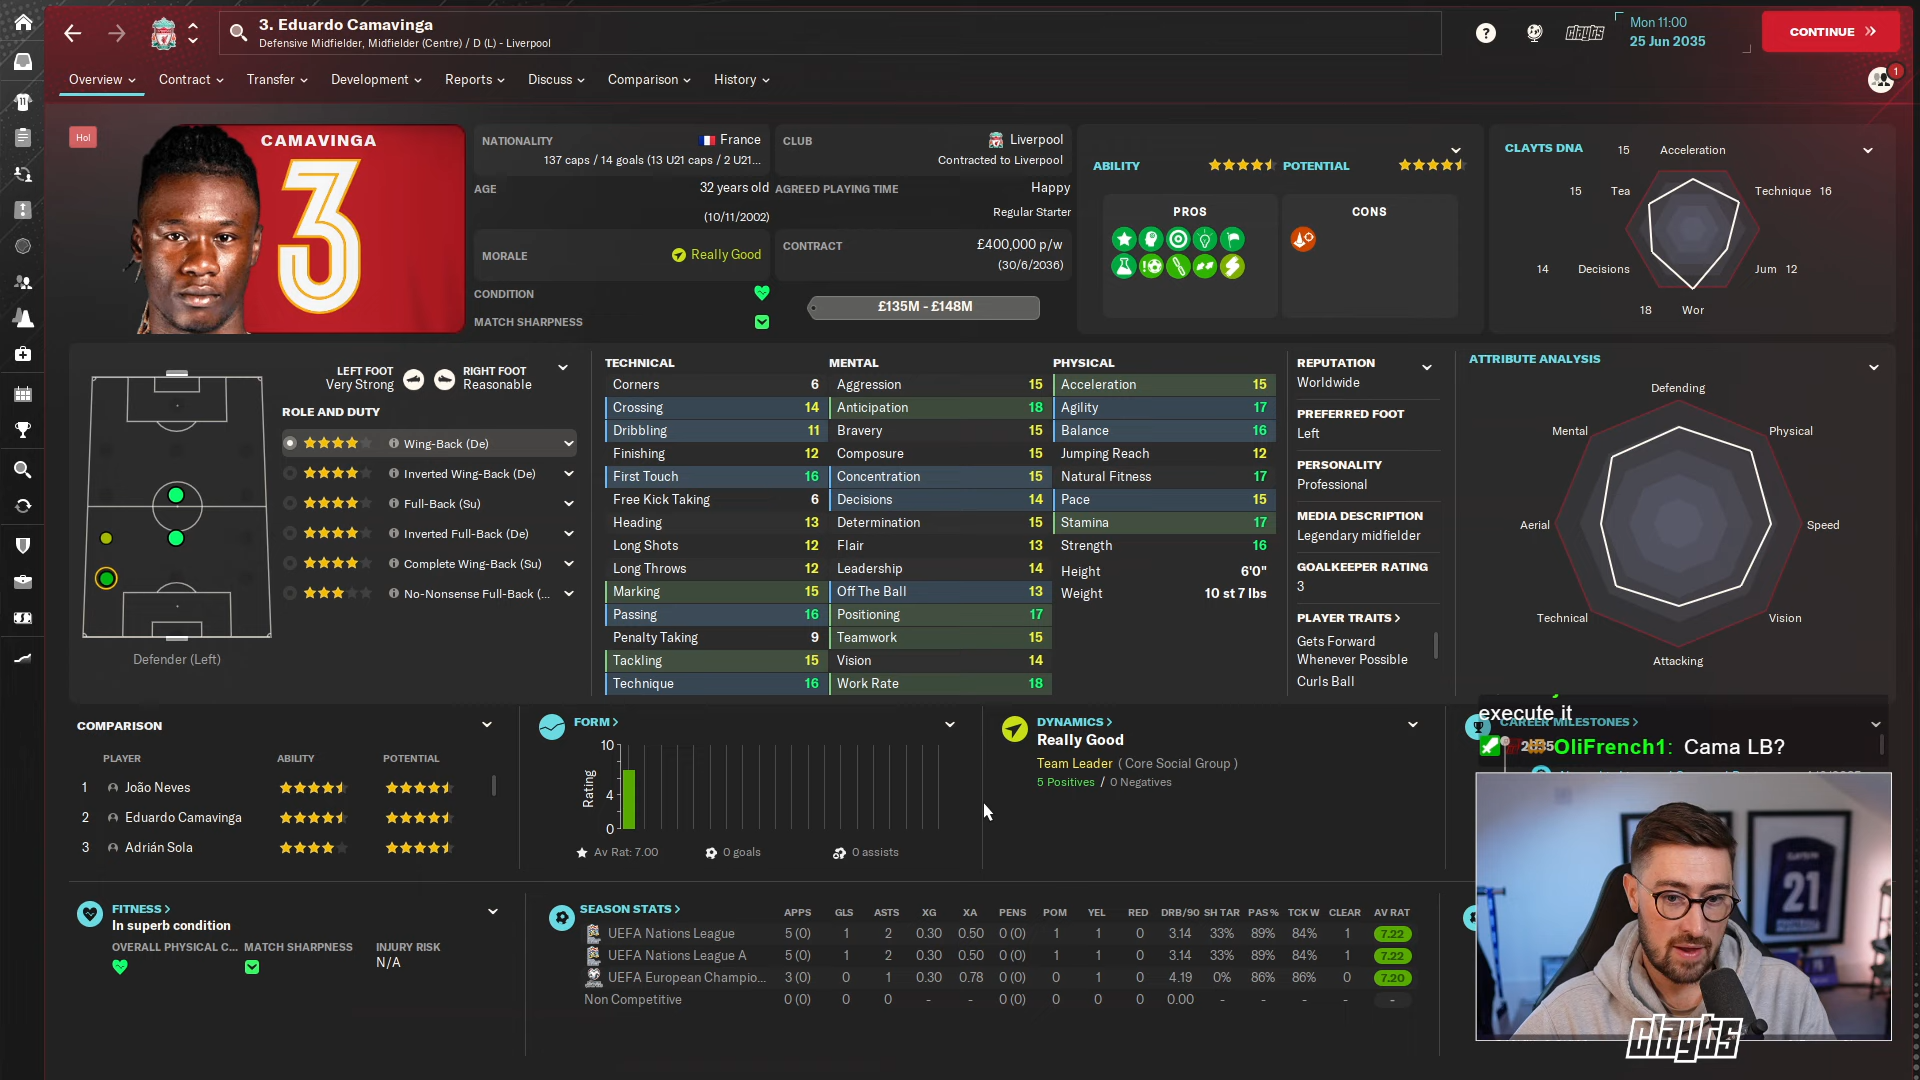 3. Eduardo Camavinga
Defensive Midfielder, Midfielder (Centre) / D (L) - Liverpool
?
clayts
Mon 11:00
25 Jun 2035
CONTINUE
Overview
Contract
Transfer
Development
Reports
Discuss
Comparison
History
1
11
Hol
CAMAVINGA
3
NATIONALITY
France
137 caps / 14 goals (13 U21 caps / 2 U21...
AGE
32 years old
(10/11/2002)
MORALE
Really Good
CONDITION
MATCH SHARPNESS
CLUB
Liverpool
Contracted to Liverpool
AGREED PLAYING TIME
Happy
Regular Starter
CONTRACT
£400,000 p/w
(30/6/2036)
£135M - £148M
ABILITY
POTENTIAL
PROS
CONS
CLAYTS DNA
15 Acceleration
15 Tea
Technique 16
14 Decisions
Jum 12
18 Wor
LEFT FOOT
Very Strong
RIGHT FOOT
Reasonable
ROLE AND DUTY
Wing-Back (De)
Inverted Wing-Back (De)
Full-Back (Su)
Inverted Full-Back (De)
Complete Wing-Back (Su)
No-Nonsense Full-Back (...
Defender (Left)
TECHNICAL
Corners 6
Crossing 14
Dribbling 11
Finishing 12
First Touch 16
Free Kick Taking 6
Heading 13
Long Shots 12
Long Throws 12
Marking 15
Passing 16
Penalty Taking 9
Tackling 15
Technique 16
MENTAL
Aggression 15
Anticipation 18
Bravery 15
Composure 15
Concentration 15
Decisions 14
Determination 15
Flair 13
Leadership 14
Off The Ball 13
Positioning 17
Teamwork 15
Vision 14
Work Rate 18
PHYSICAL
Acceleration 15
Agility 17
Balance 16
Jumping Reach 12
Natural Fitness 17
Pace 15
Stamina 17
Strength 16
Height 6'0"
Weight 10 st 7 lbs
REPUTATION
Worldwide
PREFERRED FOOT
Left
PERSONALITY
Professional
MEDIA DESCRIPTION
Legendary midfielder
GOALKEEPER RATING
3
PLAYER TRAITS
Gets Forward
Whenever Possible
Curls Ball
ATTRIBUTE ANALYSIS
Defending
Mental
Physical
Aerial
Speed
Technical
Vision
Attacking
COMPARISON
PLAYER ABILITY POTENTIAL
1 João Neves
2 Eduardo Camavinga
3 Adrián Sola
FORM
Rating
10
4
0
Av Rat: 7.00
0 goals
0 assists
DYNAMICS
Really Good
Team Leader ( Core Social Group )
5 Positives / 0 Negatives
execute it
CAREER MILESTONES
2035
OliFrench1: Cama LB?
FITNESS
In superb condition
OVERALL PHYSICAL C... MATCH SHARPNESS INJURY RISK
N/A
SEASON STATS
APPS GLS ASTS XG XA PENS POM YEL RED DRB/90 SH TAR PAS% TCK W CLEAR AV RAT
UEFA Nations League 5 (0) 1 2 0.30 0.50 0 (0) 1 1 0 3.14 33% 89% 84% 1 7.22
UEFA Nations League A 5 (0) 1 2 0.30 0.50 0 (0) 1 1 0 3.14 33% 89% 84% 1 7.22
UEFA European Champio... 3 (0) 0 1 0.30 0.78 0 (0) 0 1 0 4.19 0% 86% 86% 0 7.20
Non Competitive 0 (0) 0 0 - - 0 (0) 0 0 0 0.00 - - - - -
21
clayts